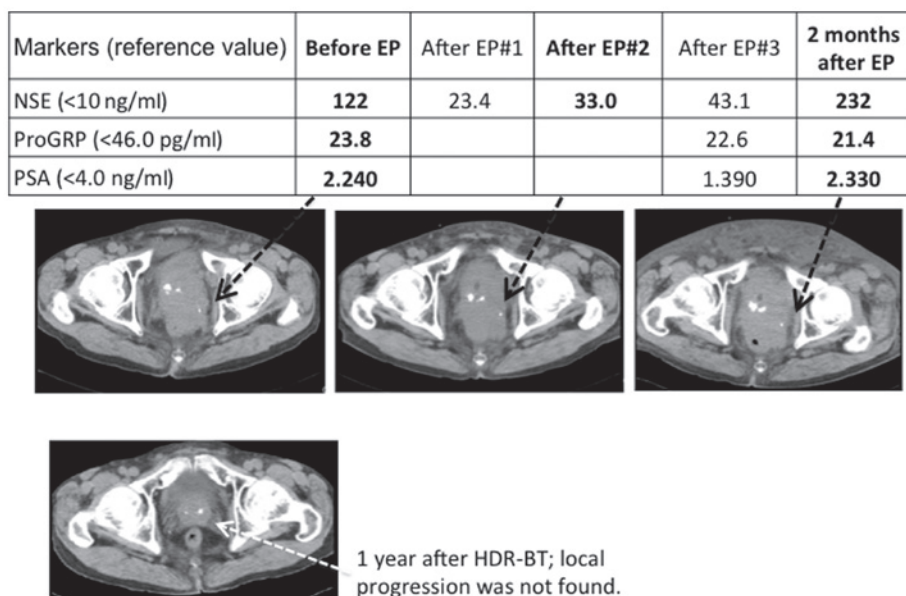 Markers (reference value) Before EP After EP#1 After EP#2 After EP#3 2 months after EP
NSE (<10 ng/ml) 122 23.4 33.0 43.1 232
ProGRP (<46.0 pg/ml) 23.8 22.6 21.4
PSA (<4.0 ng/ml) 2.240 1.390 2.330
1 year after HDR-BT; local
progression was not found.